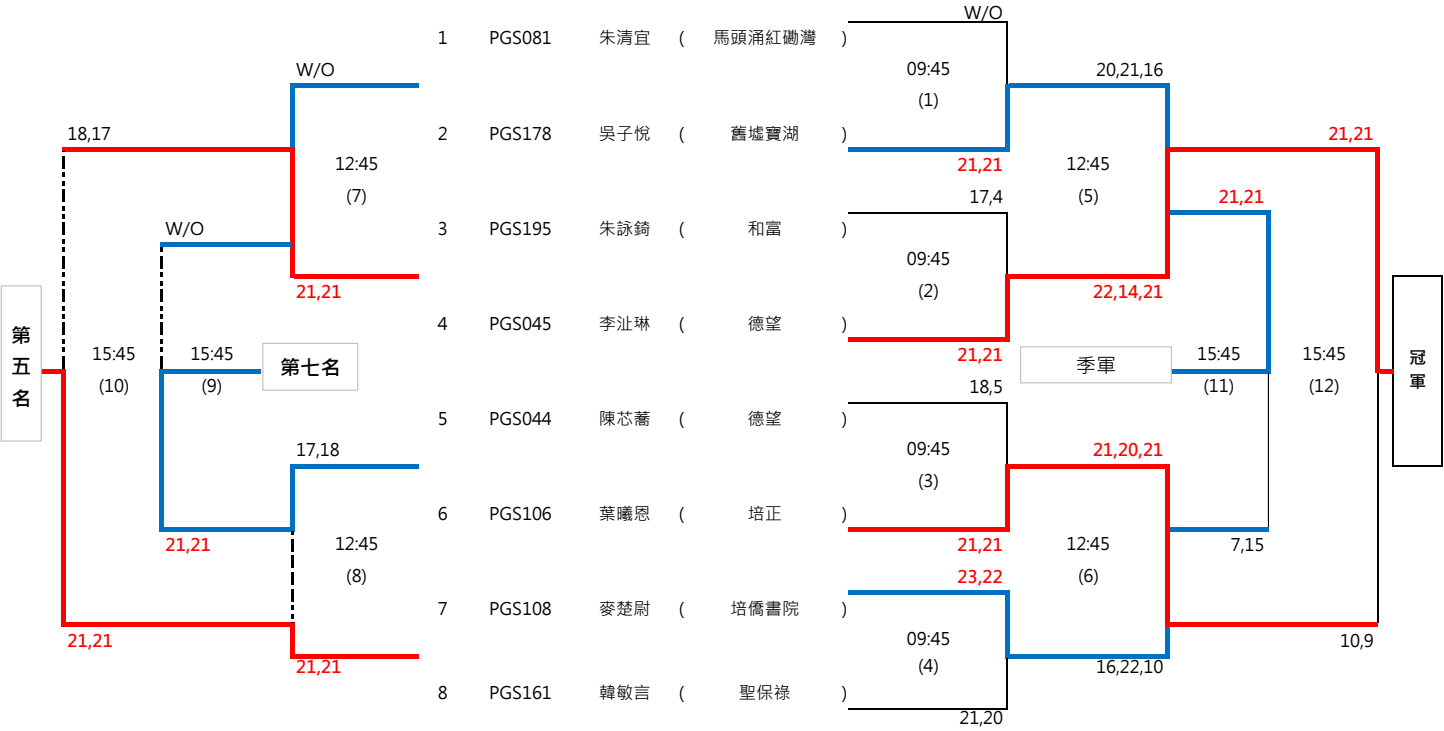 W/O
1 PGS081 朱清宜 ( 馬頭涌紅磡灣 )
W/O 09:45 20,21,16
(1)
18,17 2 PGS178 吳子悅 ( 舊墟寶湖 ) 21,21
12:45 21,21 12:45
(7) 17,4 (5) 21,21
W/O 3 PGS195 朱詠錡 ( 和富 )
09:45
21,21 (2) 22,14,21
4 PGS045 李沚琳 ( 德望 )
第五名 15:45 15:45 第七名 21,21 季軍 15:45 15:45 冠軍
(10) (9) 18,5 (11) (12)
5 PGS044 陳芯蕎 ( 德望 )
17,18 09:45 21,20,21
(3)
6 PGS106 葉曦恩 ( 培正 )
21,21 12:45 21,21 12:45 7,15
(8) 23,22 (6)
7 PGS108 麥楚尉 ( 培僑書院 )
21,21 09:45 10,9
21,21 (4) 16,22,10
8 PGS161 韓敏言 ( 聖保祿 )
21,20